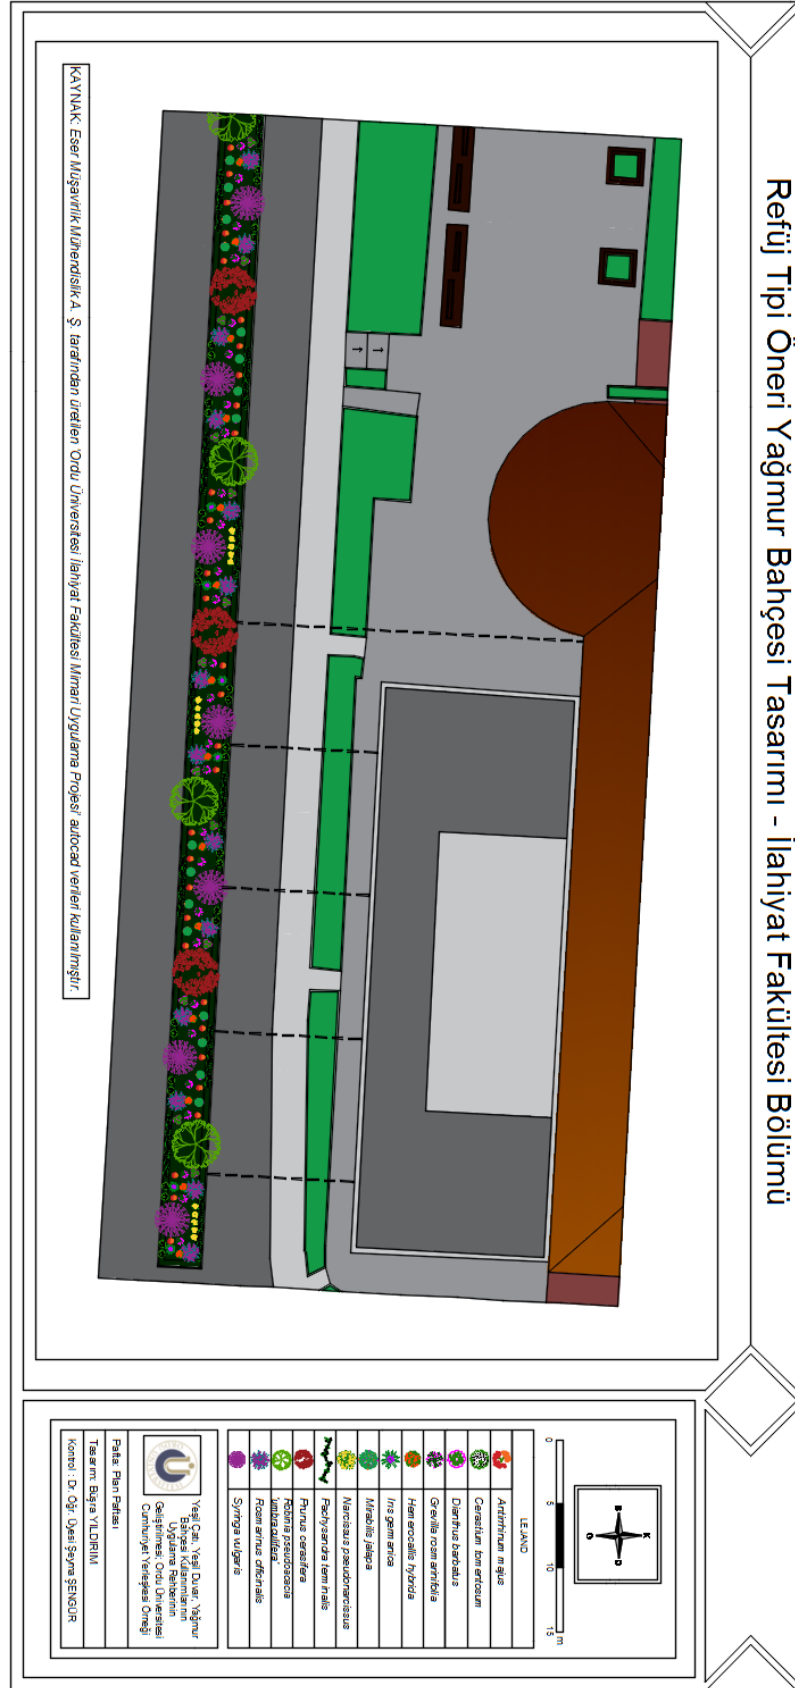 Refüj Tipi Öneri Yağmur Bahçesi Tasarımı - İlahiyat Fakültesi Bölümü
KAYNAK: Eser Müşavirlik Mühendislik A. Ş. tarafından üretilen 'Ordu Üniversitesi İlahiyat Fakültesi Mimari Uygulama Projesi' autocad verileri kullanılmıştır.
K
B
D
G
0 5 10 15 m
LEJAND
Antirrhinum majus
Cerastium tomentosum
Dianthus barbatus
Grevilla rosmarinifolia
Hemerocallis hybrida
Iris germanica
Mirabilis jalapa
Narcissus pseudonarcissus
Pachysandra terminalis
Prunus cerasifera
Robinia pseudoacacia
'umbraculifera'
Rosmarinus officinalis
Syringa vulgaris
Yeşil Çatı, Yeşil Duvar, Yağmur
Bahçesi Kullanımlarının
Uygulama Rehberinin
Geliştirilmesi: Ordu Üniversitesi
Cumhuriyet Yerleşkesi Örneği
Pafta: Plan Paftası
Tasarım: Büşra YILDIRIM
Kontrol : Dr. Öğr. Üyesi Şeyma ŞENGÜR